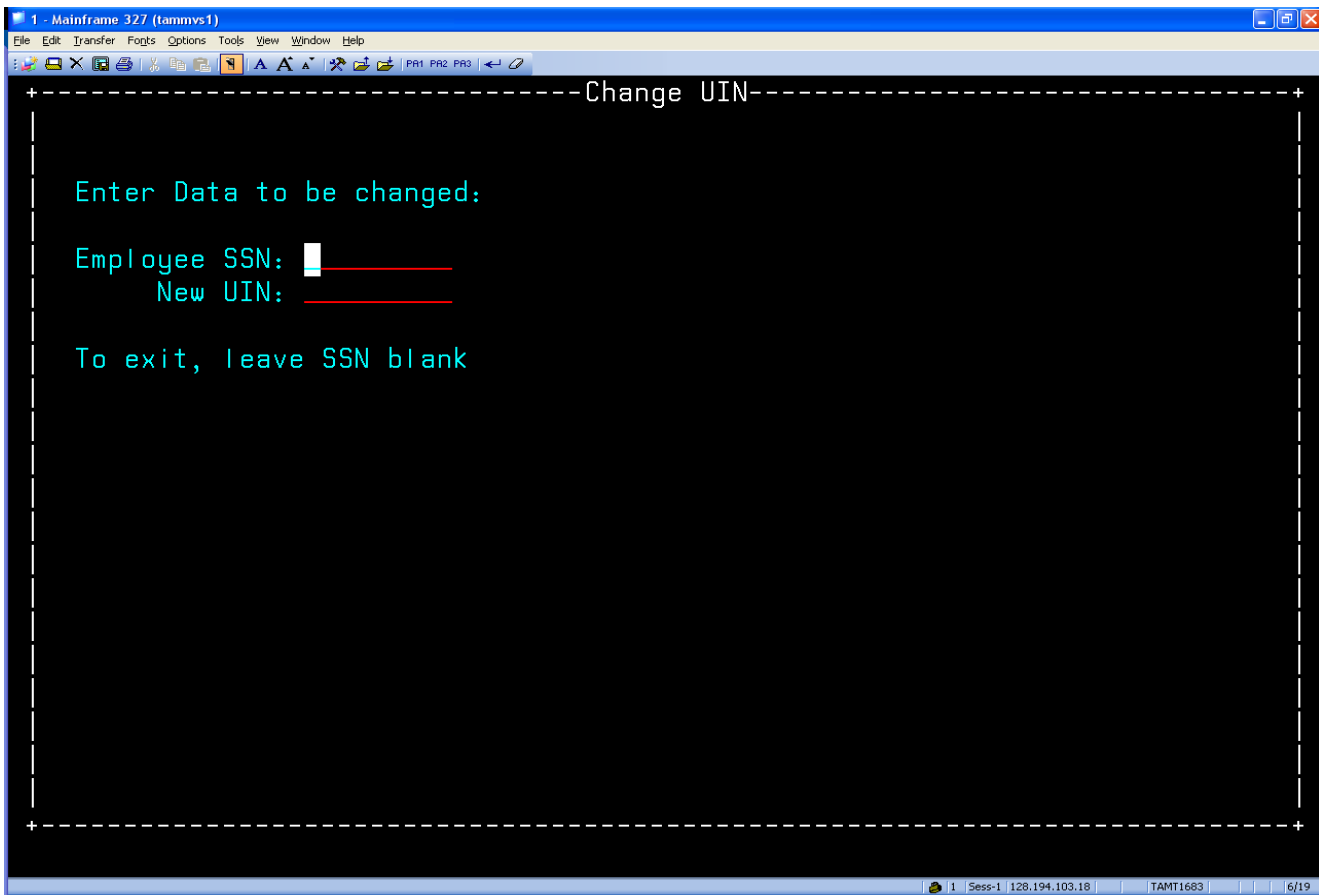 1 - Mainframe 327 (tammvs1)
File Edit Transfer Fonts Options Tools View Window Help
A A A PA1 PA2 PA3
+---------------------------------Change UIN---------------------------------+
Enter Data to be changed:
Employee SSN: _________
New UIN: _________
To exit, leave SSN blank
1 Sess-1 128.194.103.18 TAMT1683 6/19